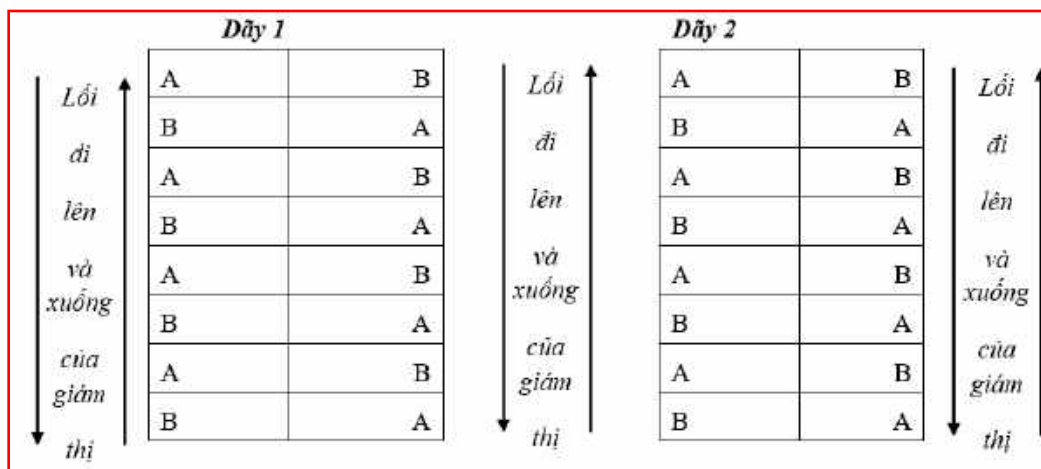 Dãy 1 Dãy 2
A B A B
Lối Lối Lối
B A B A
đi đi đi
A B A B
lên lên lên
B A B A
và và và
A B A B
xuống xuống xuống
B A B A
của của của
A B A B
giám giám giám
B A B A
thị thị thị